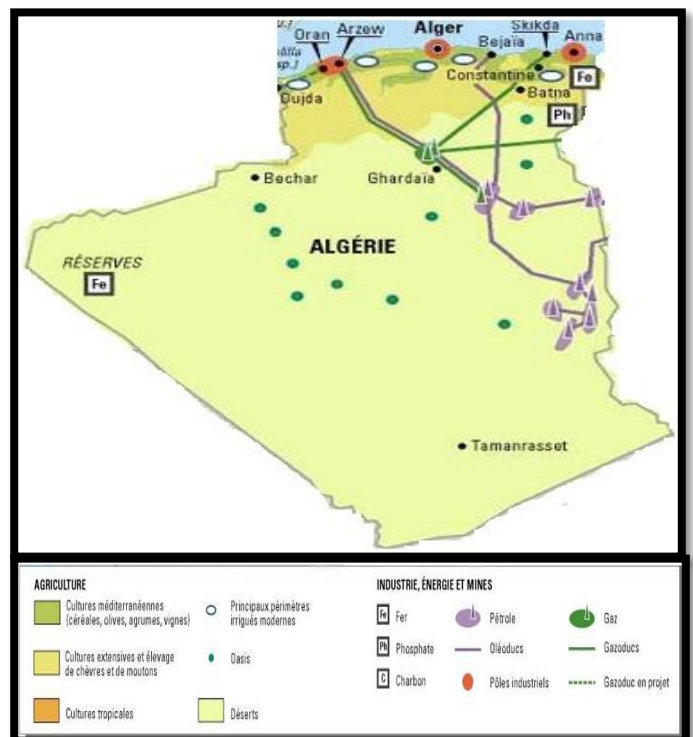 Oran
Arzew
Alger
Skikda
Anna
Bejaïa
sp.]
Constantine
Fe
Oujda
Batna
Ph
Bechar
Ghardaïa
ALGÉRIE
RÉSERVES
Fe
Tamanrasset
AGRICULTURE
Cultures méditerranéennes
(céréales, olives, agrumes, vignes)
Principaux périmètres
irrigués modernes
Cultures extensives et élevage
de chèvres et de moutons
Oasis
Cultures tropicales
Déserts
INDUSTRIE, ÉNERGIE ET MINES
Fe Fer
Pétrole
Gaz
Ph Phosphate
Oléoducs
Gazoducs
C Charbon
Pôles industriels
Gazoduc en projet